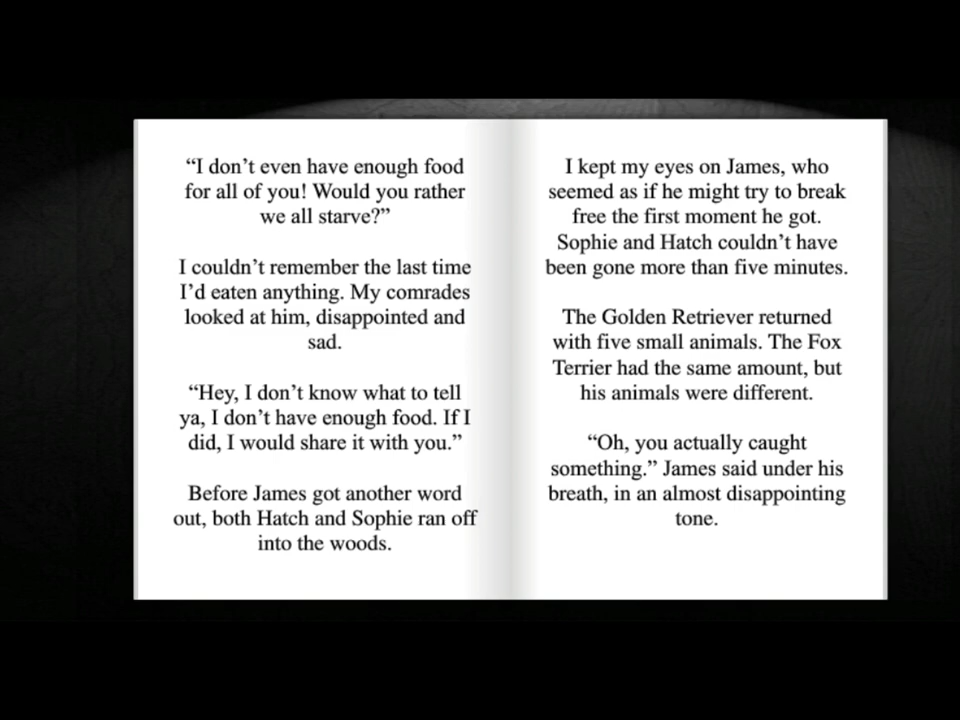 “I don’t even have enough food
for all of you! Would you rather
we all starve?”
I couldn’t remember the last time
I’d eaten anything. My comrades
looked at him, disappointed and
sad.
“Hey, I don’t know what to tell
ya, I don’t have enough food. If I
did, I would share it with you.”
Before James got another word
out, both Hatch and Sophie ran off
into the woods.
I kept my eyes on James, who
seemed as if he might try to break
free the first moment he got.
Sophie and Hatch couldn’t have
been gone more than five minutes.
The Golden Retriever returned
with five small animals. The Fox
Terrier had the same amount, but
his animals were different.
“Oh, you actually caught
something.” James said under his
breath, in an almost disappointing
tone.